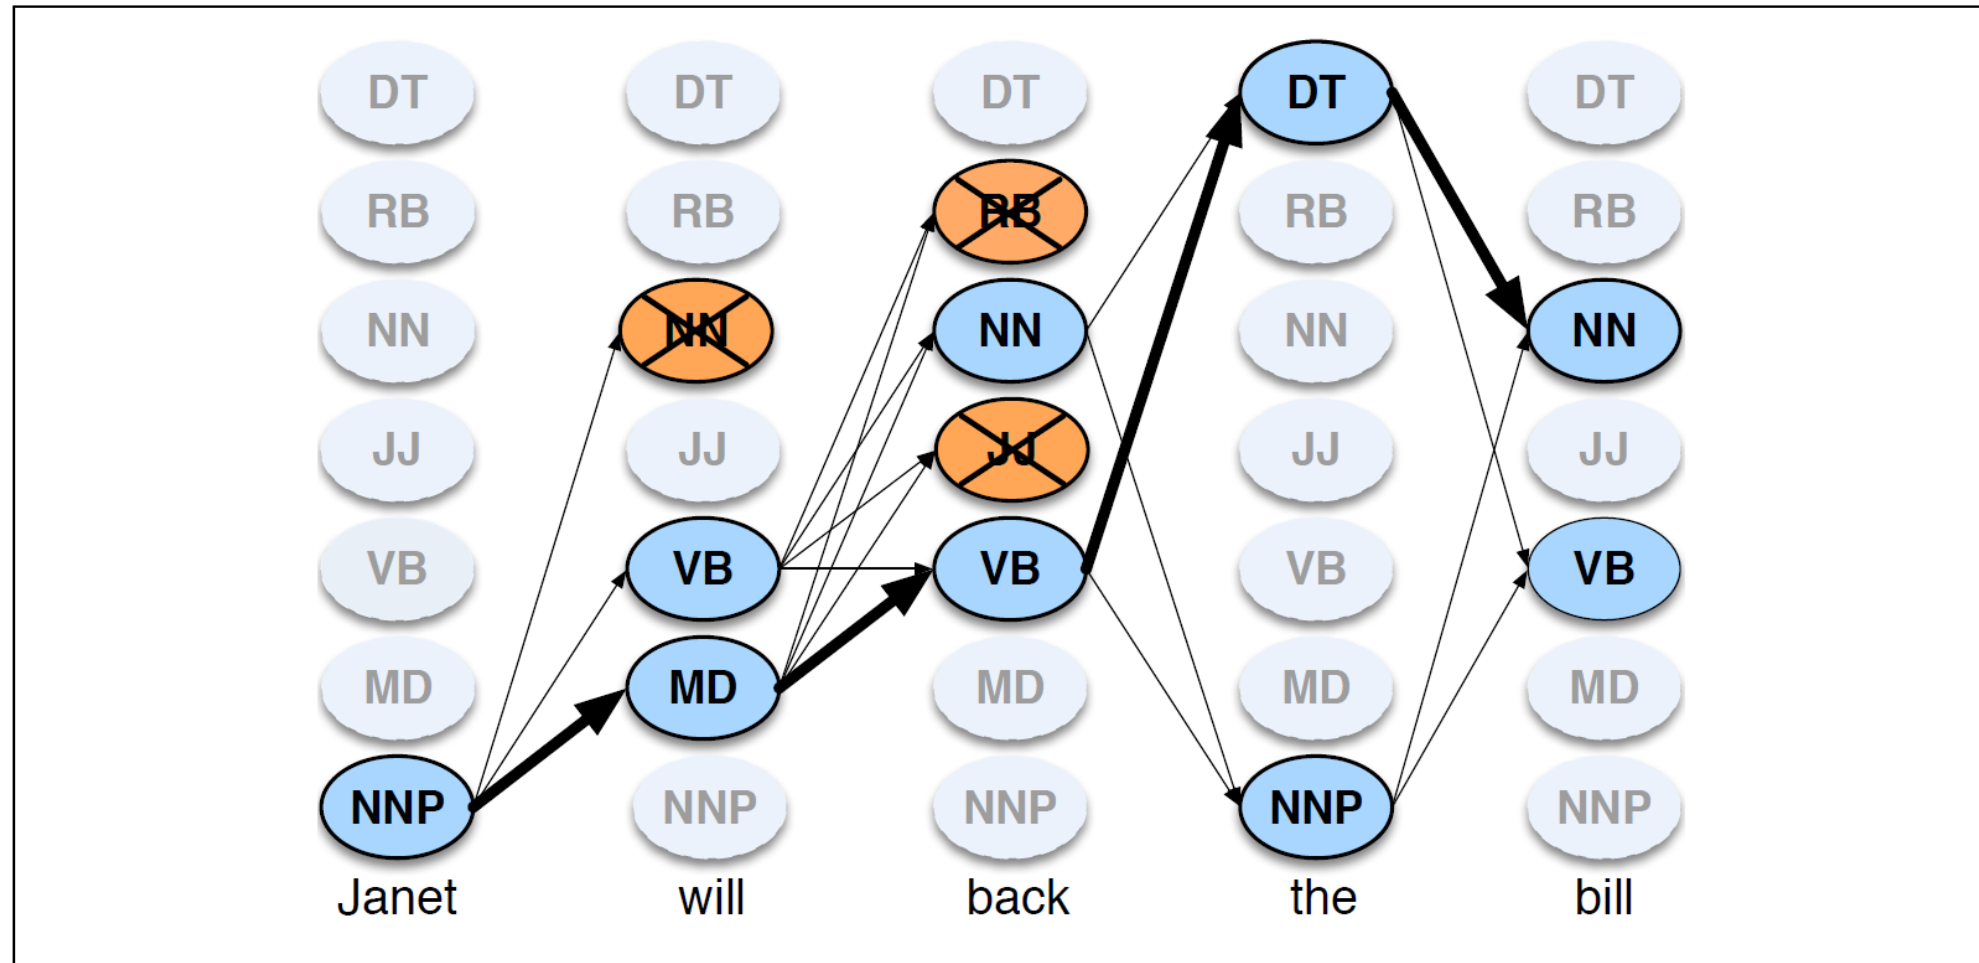 DT DT DT DT DT
RB RB RB RB RB
NN NN NN NN NN
JJ JJ JJ JJ JJ
VB VB VB VB VB
MD MD MD MD MD
NNP NNP NNP NNP NNP
Janet will back the bill